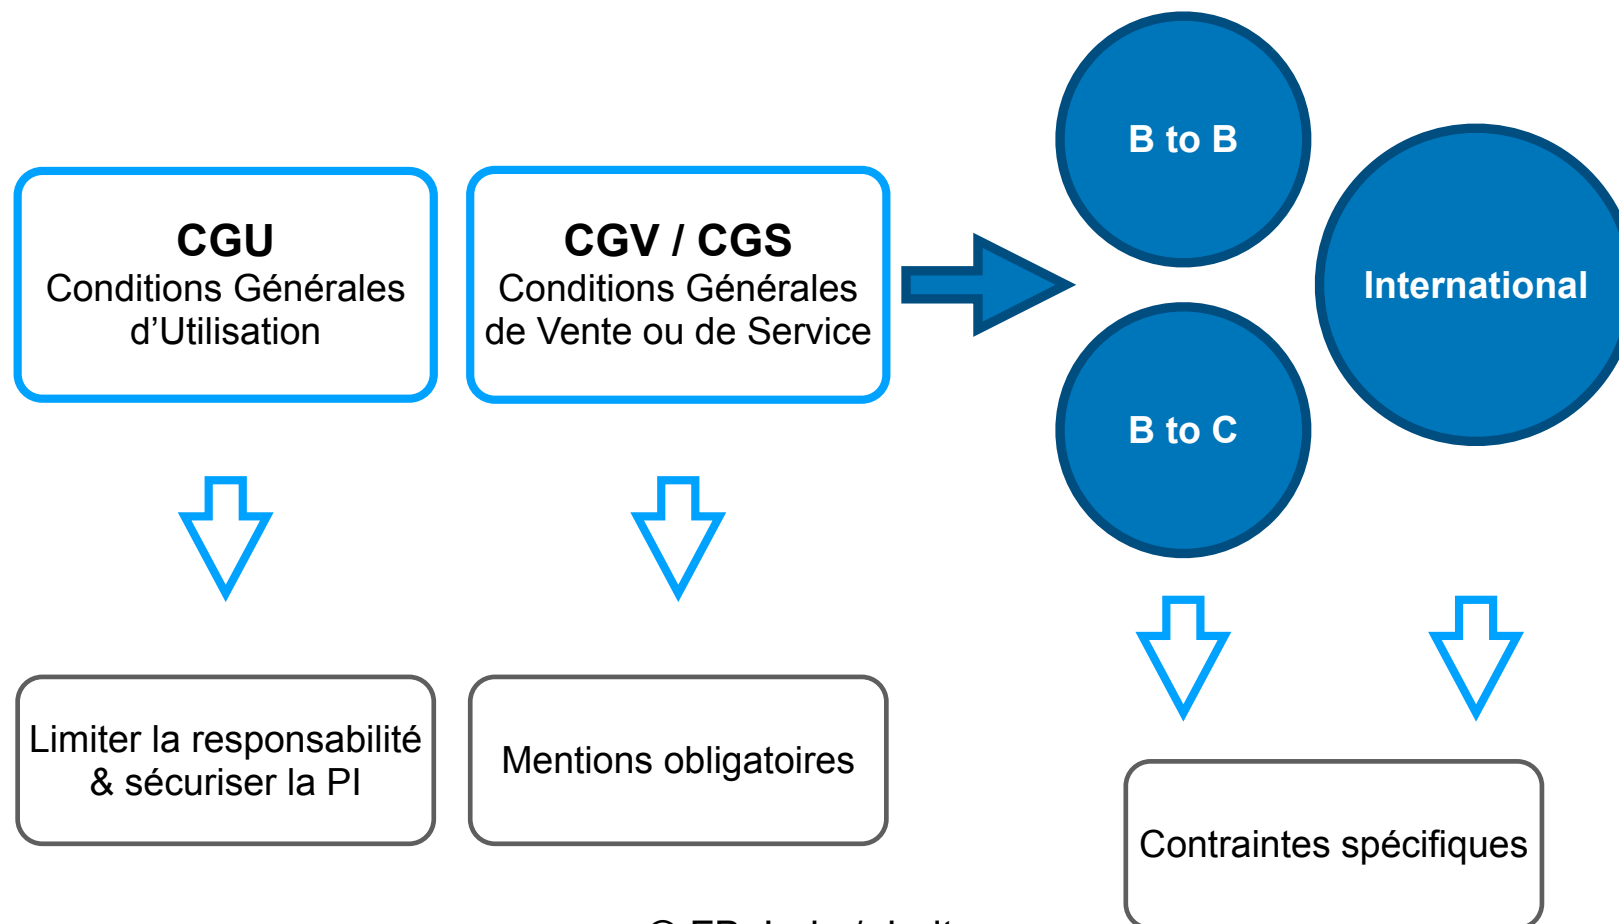 CGU
Conditions Générales
d’Utilisation
CGV / CGS
Conditions Générales
de Vente ou de Service
B to B
B to C
International
Limiter la responsabilité
& sécuriser la PI
Mentions obligatoires
Contraintes spécifiques